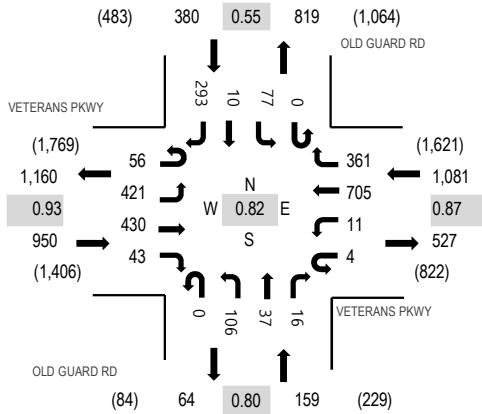 (483) 380 0.55 819 (1,064)
OLD GUARD RD
293 10 77 0
VETERANS PKWY
(1,769)
1,160
0.93
950
(1,406)
56
421
430
43
N
W 0.82 E
S
361
705
11
4
(1,621)
1,081
0.87
527
(822)
0 106 37 16
VETERANS PKWY
OLD GUARD RD
(84) 64 0.80 159 (229)